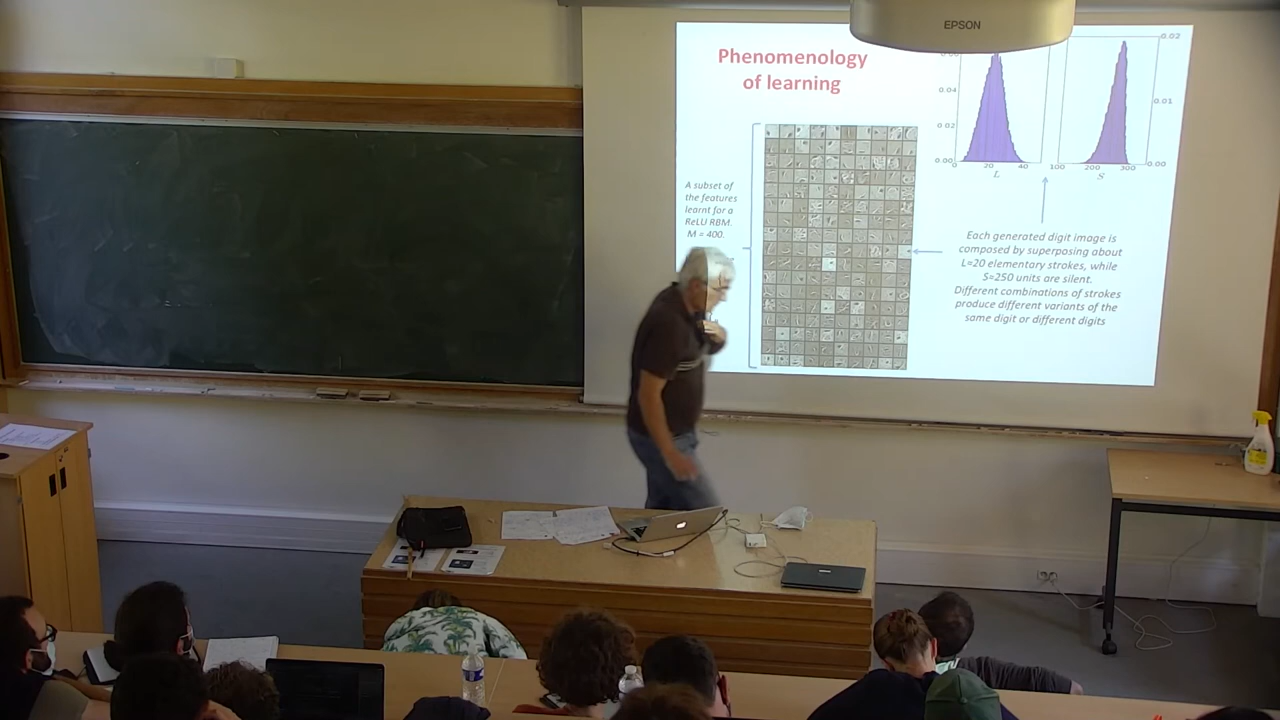 EPSON
Phenomenology
of learning
0.04
0.02
0.00
0
20
40
L
0.02
0.01
0.00
100
200
300
S
A subset of
the features
learnt for a
ReLU RBM.
M = 400.
Each generated digit image is
composed by superposing about
L≈20 elementary strokes, while
S≈250 units are silent.
Different combinations of strokes
produce different variants of the
same digit or different digits